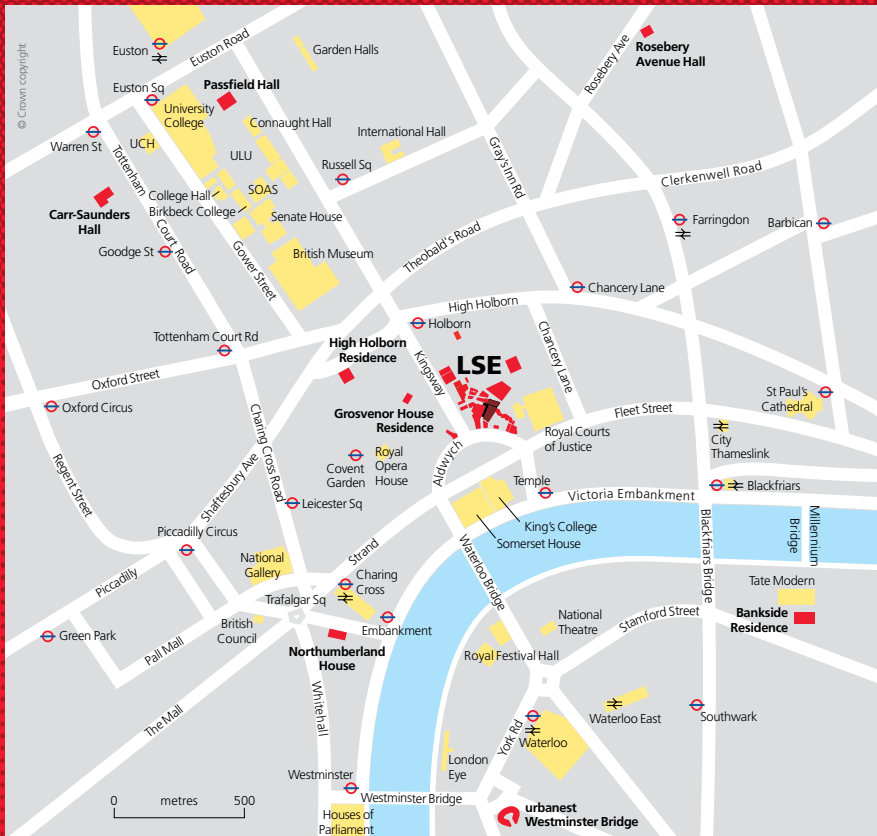 © Crown copyright
Euston
Euston Road
Garden Halls
Rosebery Ave
Rosebery
Avenue Hall
Euston Sq
Passfield Hall
University
College
Connaught Hall
International Hall
Warren St
UCH
ULU
Russell Sq
Gray's Inn Rd
Tottenham
Court Road
Clerkenwell Road
College Hall
SOAS
Birkbeck College
Senate House
Carr-Saunders
Hall
Farringdon
Barbican
Goodge St
Gower Street
British Museum
Theobald's Road
Chancery Lane
High Holborn
Holborn
Tottenham Court Rd
High Holborn
Residence
Kingsway
LSE
Chancery Lane
Oxford Street
Oxford Circus
St Paul's
Cathedral
Grosvenor House
Residence
Fleet Street
Charing Cross Road
Royal Courts
of Justice
City
Thameslink
Regent Street
Shaftesbury Ave
Covent
Garden
Royal
Opera
House
Aldwych
Temple
Victoria Embankment
Blackfriars
Leicester Sq
King's College
Somerset House
Blackfriars Bridge
Millennium
Bridge
Piccadilly Circus
Strand
Waterloo Bridge
National
Gallery
Piccadilly
Charing
Cross
Trafalgar Sq
Tate Modern
Bankside
Residence
Green Park
Pall Mall
British
Council
Embankment
National
Theatre
Stamford Street
Northumberland
House
Royal Festival Hall
The Mall
Whitehall
Waterloo East
Southwark
York Rd
Waterloo
London
Eye
Westminster
Westminster Bridge
0 metres 500
Houses of
Parliament
urbanest
Westminster Bridge